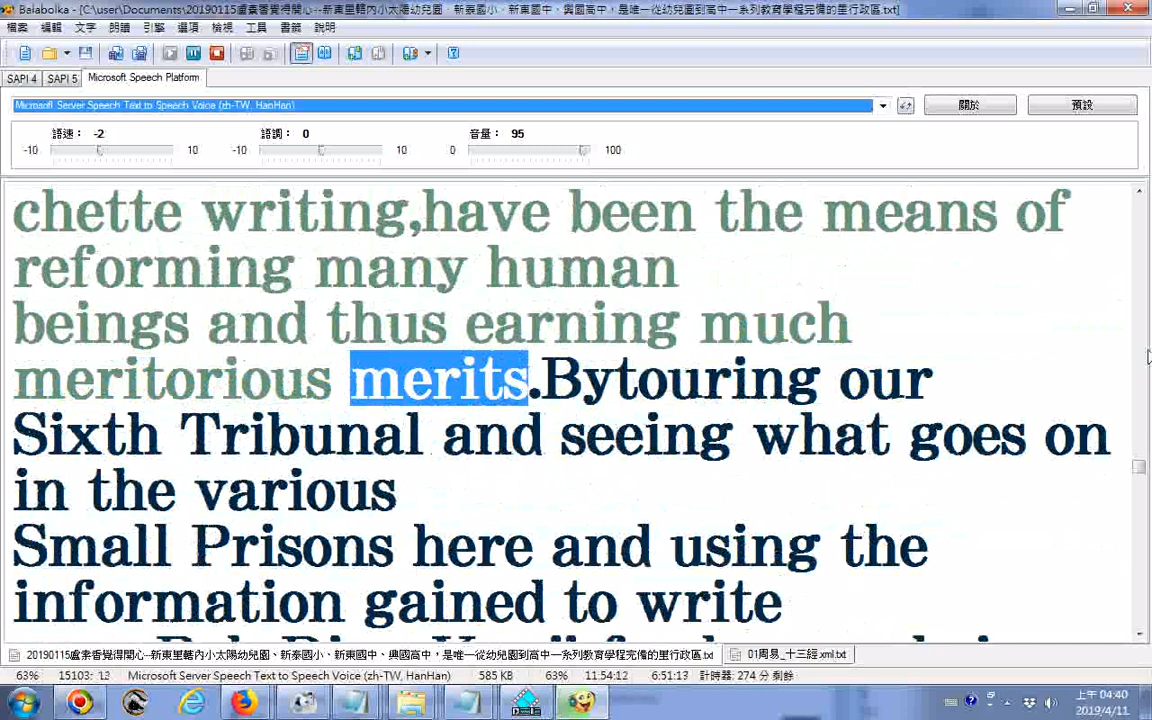 Balabolka - [C:\user\Documents\20190115盧素香覺得開心--新東里轄內小太陽幼兒園、新泰國小、新東國中、興國高中，是唯一從幼兒園到高中一系列教育學程完備的里行政區.txt]
檔案 編輯 文字 朗讀 引擎 選項 檢視 工具 書籤 說明
SAPI 4 SAPI 5 Microsoft Speech Platform
Microsoft Server Speech Text to Speech Voice (zh-TW, HanHan) 關於 預設
語速： -2 語調： 0 音量： 95
-10 10 -10 10 0 100
chette writing,have been the means of
reforming many human
beings and thus earning much
meritorious merits.Bytouring our
Sixth Tribunal and seeing what goes on
in the various
Small Prisons here and using the
information gained to write
20190115盧素香覺得開心--新東里轄內小太陽幼兒園、新泰國小、新東國中、興國高中，是唯一從幼兒園到高中一系列教育學程完備的里行政區.txt 01周易_十三經.xml.txt
63% 15103: 13 Microsoft Server Speech Text to Speech Voice (zh-TW, HanHan) 585 KB 63% 11:54:12 6:51:13 計時器: 274 分 剩餘
上午 04:40
2019/4/11